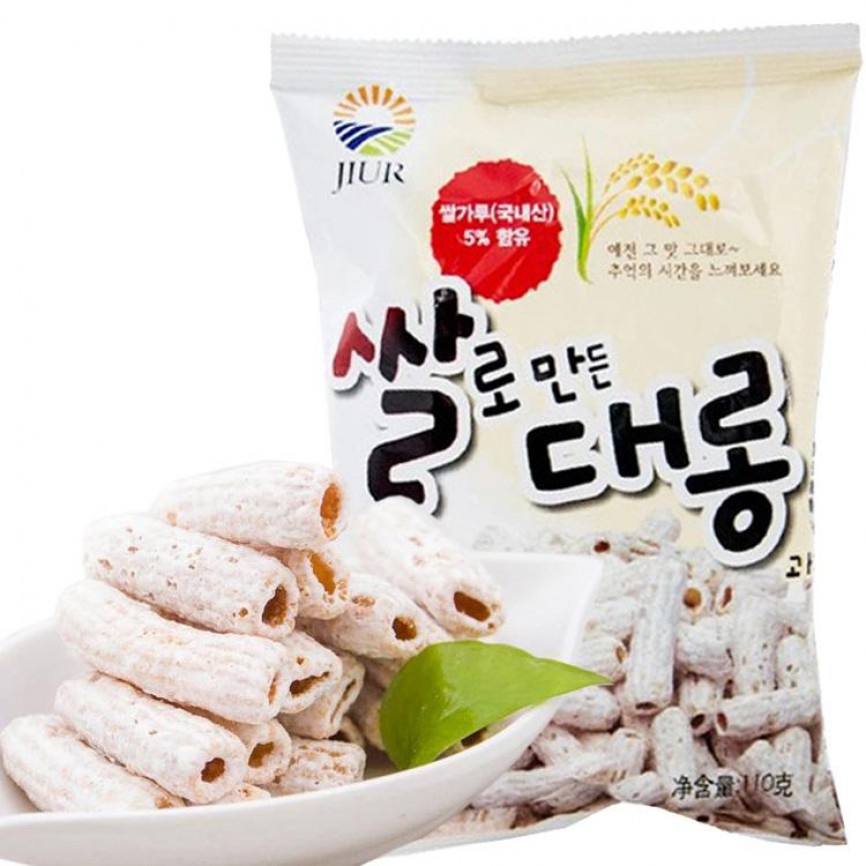 JIUR
쌀가루(국내산)
5% 함유
예전 그 맛 그대로~
추억의 시간을 느껴보세요
쌀로 만든
대롱
净含量:110克